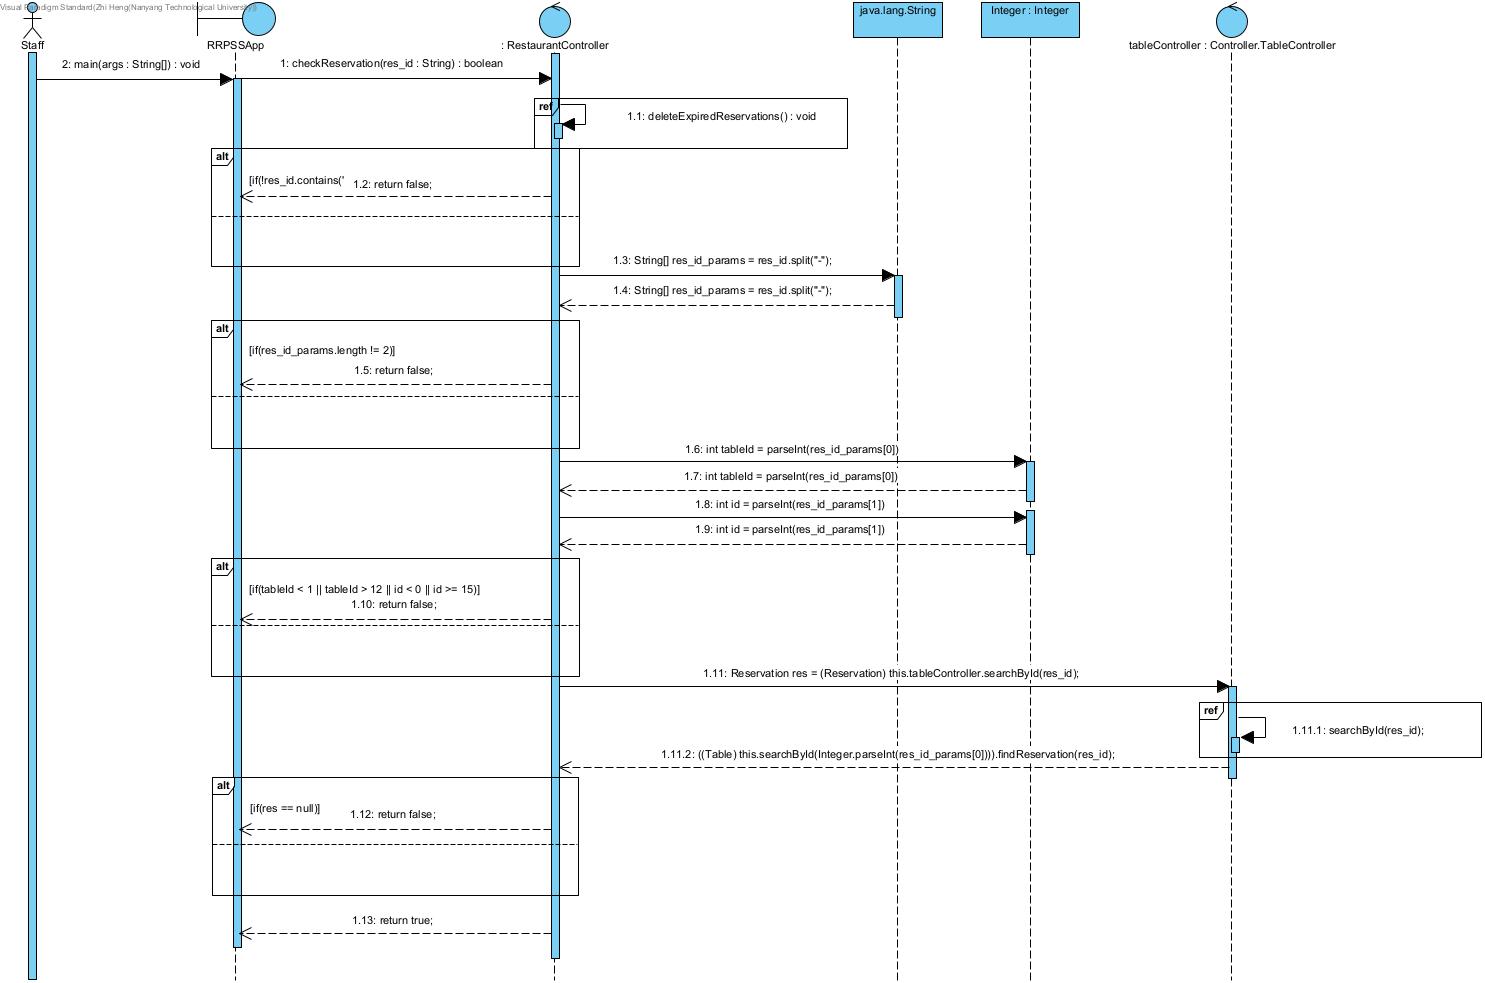 Visual Paradigm Standard(Zhi Heng(Nanyang Technological University))
Staff
RRPSSApp
: RestaurantController
java.lang.String
Integer : Integer
tableController : Controller.TableController
2: main(args : String[]) : void
1: checkReservation(res_id : String) : boolean
ref
1.1: deleteExpiredReservations() : void
alt
[if(!res_id.contains("
1.2: return false;
1.3: String[] res_id_params = res_id.split("-");
1.4: String[] res_id_params = res_id.split("-");
alt
[if(res_id_params.length != 2)]
1.5: return false;
1.6: int tableId = parseInt(res_id_params[0])
1.7: int tableId = parseInt(res_id_params[0])
1.8: int id = parseInt(res_id_params[1])
1.9: int id = parseInt(res_id_params[1])
alt
[if(tableId < 1 || tableId > 12 || id < 0 || id >= 15)]
1.10: return false;
1.11: Reservation res = (Reservation) this.tableController.searchById(res_id);
ref
1.11.1: searchById(res_id);
1.11.2: ((Table) this.searchById(Integer.parseInt(res_id_params[0]))).findReservation(res_id);
alt
[if(res == null)]
1.12: return false;
1.13: return true;